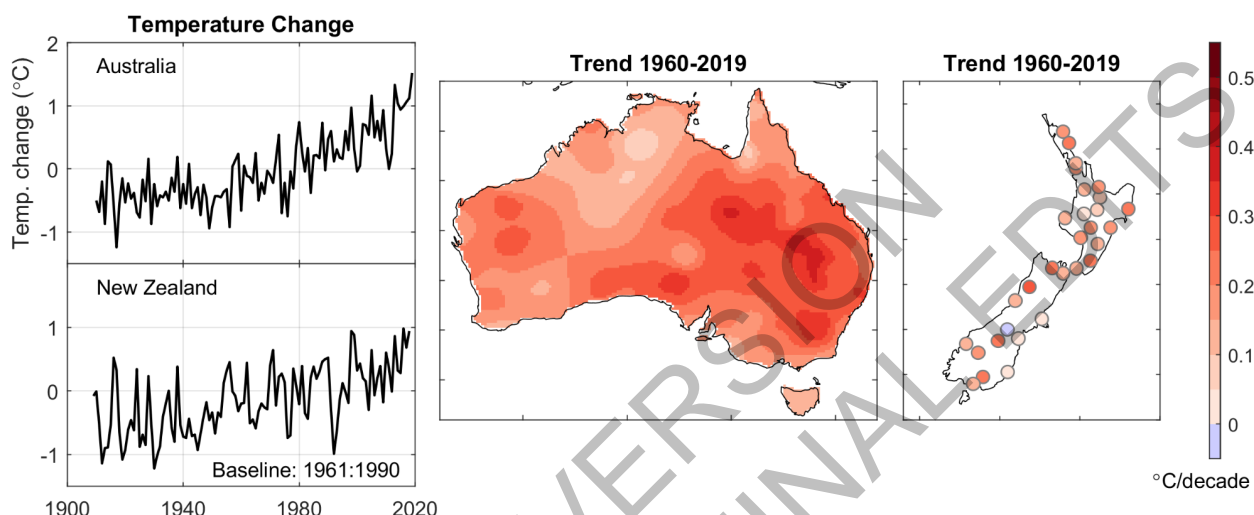 Temperature Change
Temp. change (°C)
2
1
0
-1
Australia
1
0
-1
New Zealand
Baseline: 1961:1990
1900
1940
1980
2020
Trend 1960-2019
Trend 1960-2019
0.5
0.4
0.3
0.2
0.1
0
°C/decade
VERSION
FINAL EDITS